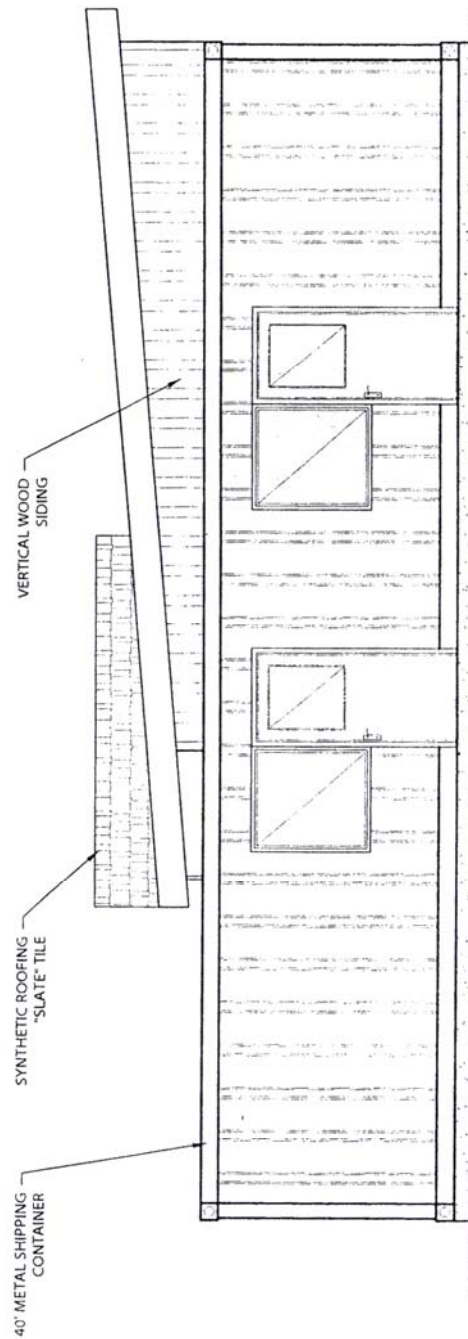 40' METAL SHIPPING
CONTAINER
SYNTHETIC ROOFING
"SLATE" TILE
VERTICAL WOOD
SIDING